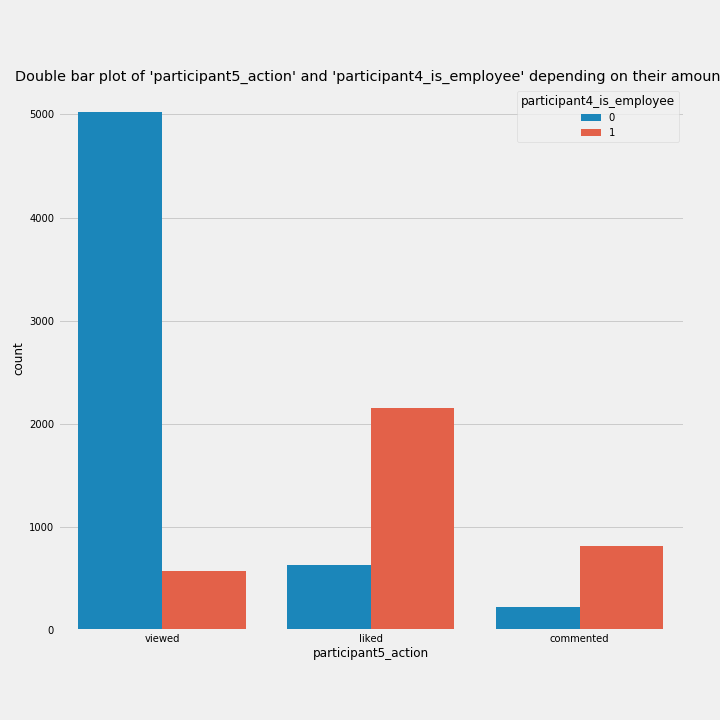 Double bar plot of 'participant5_action' and 'participant4_is_employee' depending on their amoun
participant4_is_employee
0
1
5000
4000
3000
2000
1000
0
count
viewed
liked
commented
participant5_action